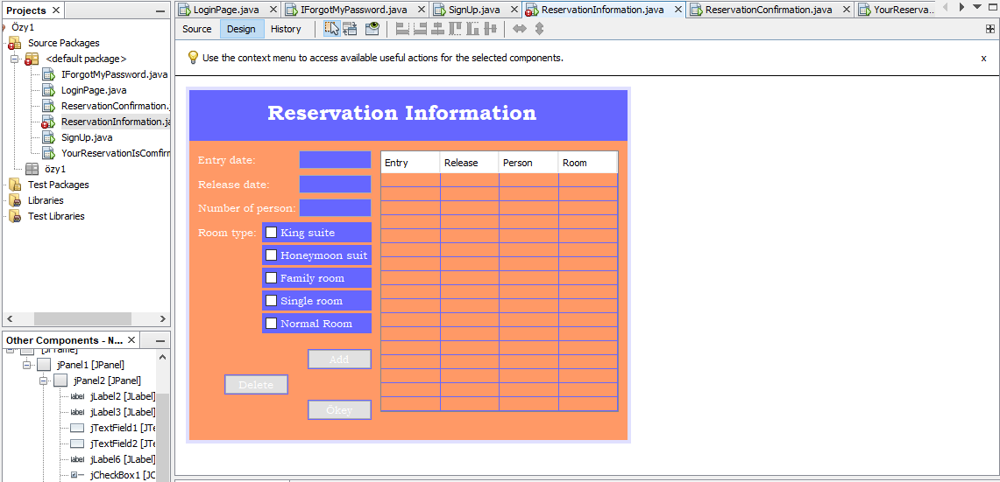 Projects
LoginPage.java
IForgotMyPassword.java
SignUp.java
ReservationInformation.java
ReservationConfirmation.java
YourReserva...
Source Design History
Use the context menu to access available useful actions for the selected components.
x
Özy1
Source Packages
<default package>
IForgotMyPassword.java
LoginPage.java
ReservationConfirmation.
ReservationInformation.ja
SignUp.java
YourReservationIsComfirm
özy1
Test Packages
Libraries
Test Libraries
Other Components - N...
[JFrame]
jPanel1 [JPanel]
jPanel2 [JPanel]
label jLabel2 [JLabel]
label jLabel3 [JLabel]
jTextField1 [JTe
jTextField2 [JTe
label jLabel6 [JLabel]
jCheckBox1 [JC
Reservation Information
Entry date:
Release date:
Number of person:
Room type:
King suite
Honeymoon suit
Family room
Single room
Normal Room
Add
Delete
Ökey
Entry Release Person Room